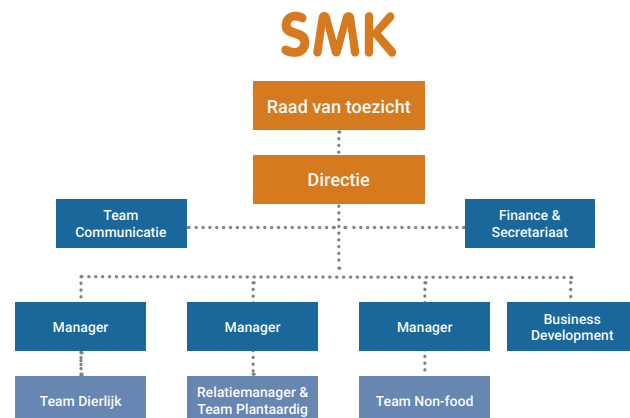 SMK
Raad van toezicht
Directie
Team
Communicatie
Finance &
Secretariaat
Manager
Manager
Manager
Business
Development
Team Dierlijk
Relatiemanager &
Team Plantaardig
Team Non-food